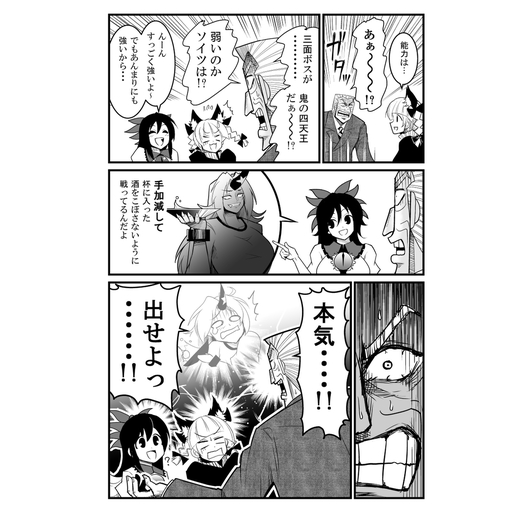 能力は…
あぁ〜〜〜!?
ガタ
三面ボスが
………
鬼の四天王
だぁ〜〜〜!?
弱いのか
ソイツは!?
んーん
すっごく強いよ〜
でもあんまりにも
強いから…
手加減して
杯に入った
酒をこぼさないように
戦ってるんだよ
本気…!!
出せよっ
……!!
?